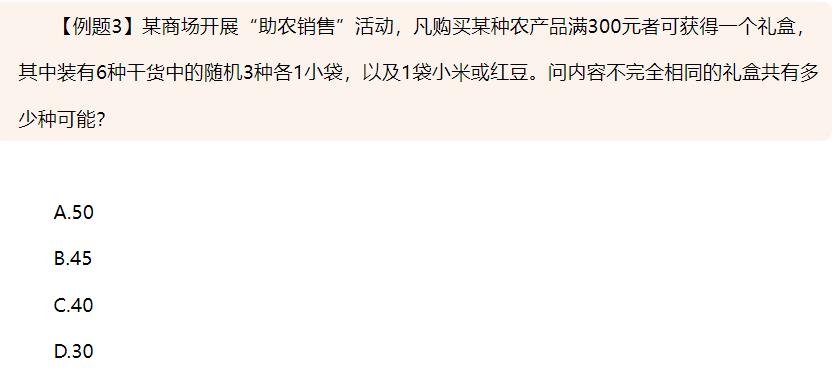 【例题3】某商场开展“助农销售”活动，凡购买某种农产品满300元者可获得一个礼盒，
其中装有6种干货中的随机3种各1小袋，以及1袋小米或红豆。问内容不完全相同的礼盒共有多
少种可能？
A.50
B.45
C.40
D.30